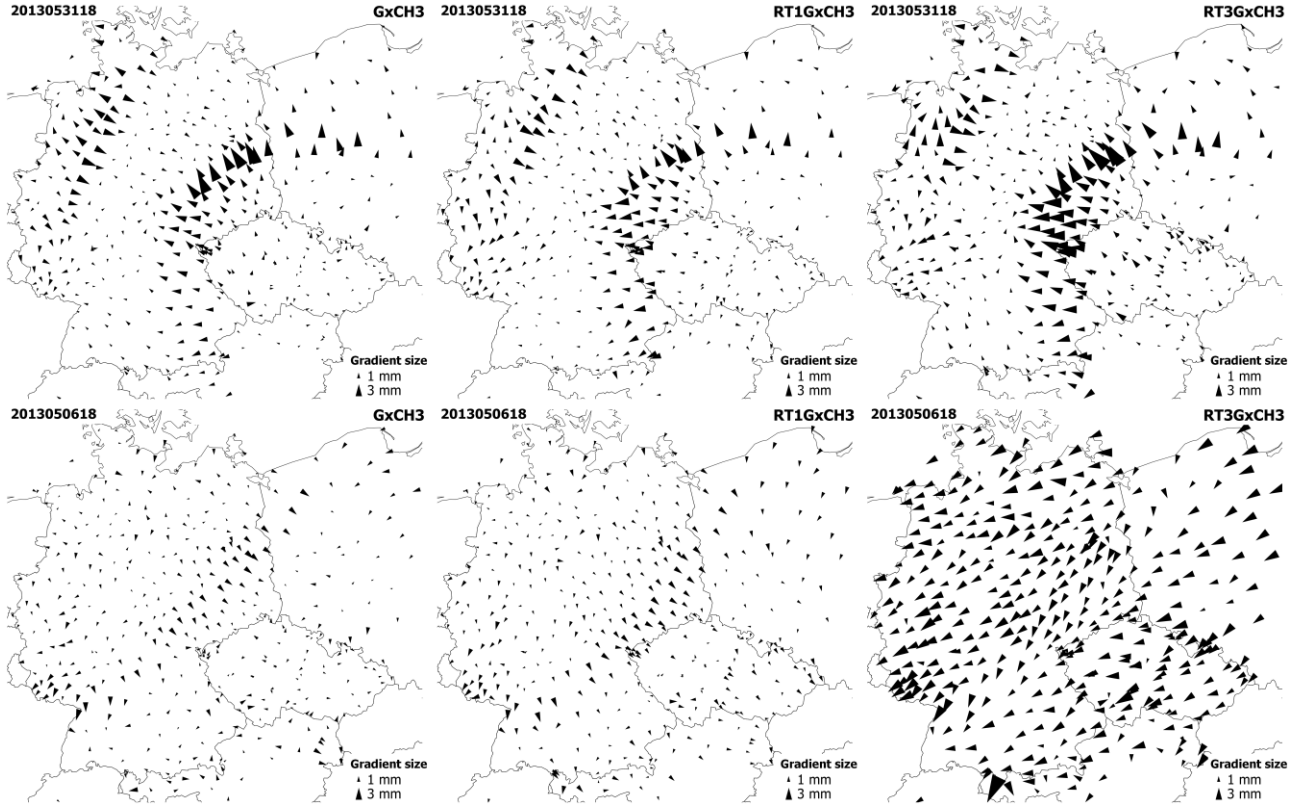 2013053118 GxCH3
Gradient size
1 mm
3 mm
2013053118 RT1GxCH3
Gradient size
1 mm
3 mm
2013053118 RT3GxCH3
Gradient size
1 mm
3 mm
2013050618 GxCH3
Gradient size
1 mm
3 mm
2013050618 RT1GxCH3
Gradient size
1 mm
3 mm
2013050618 RT3GxCH3
Gradient size
1 mm
3 mm